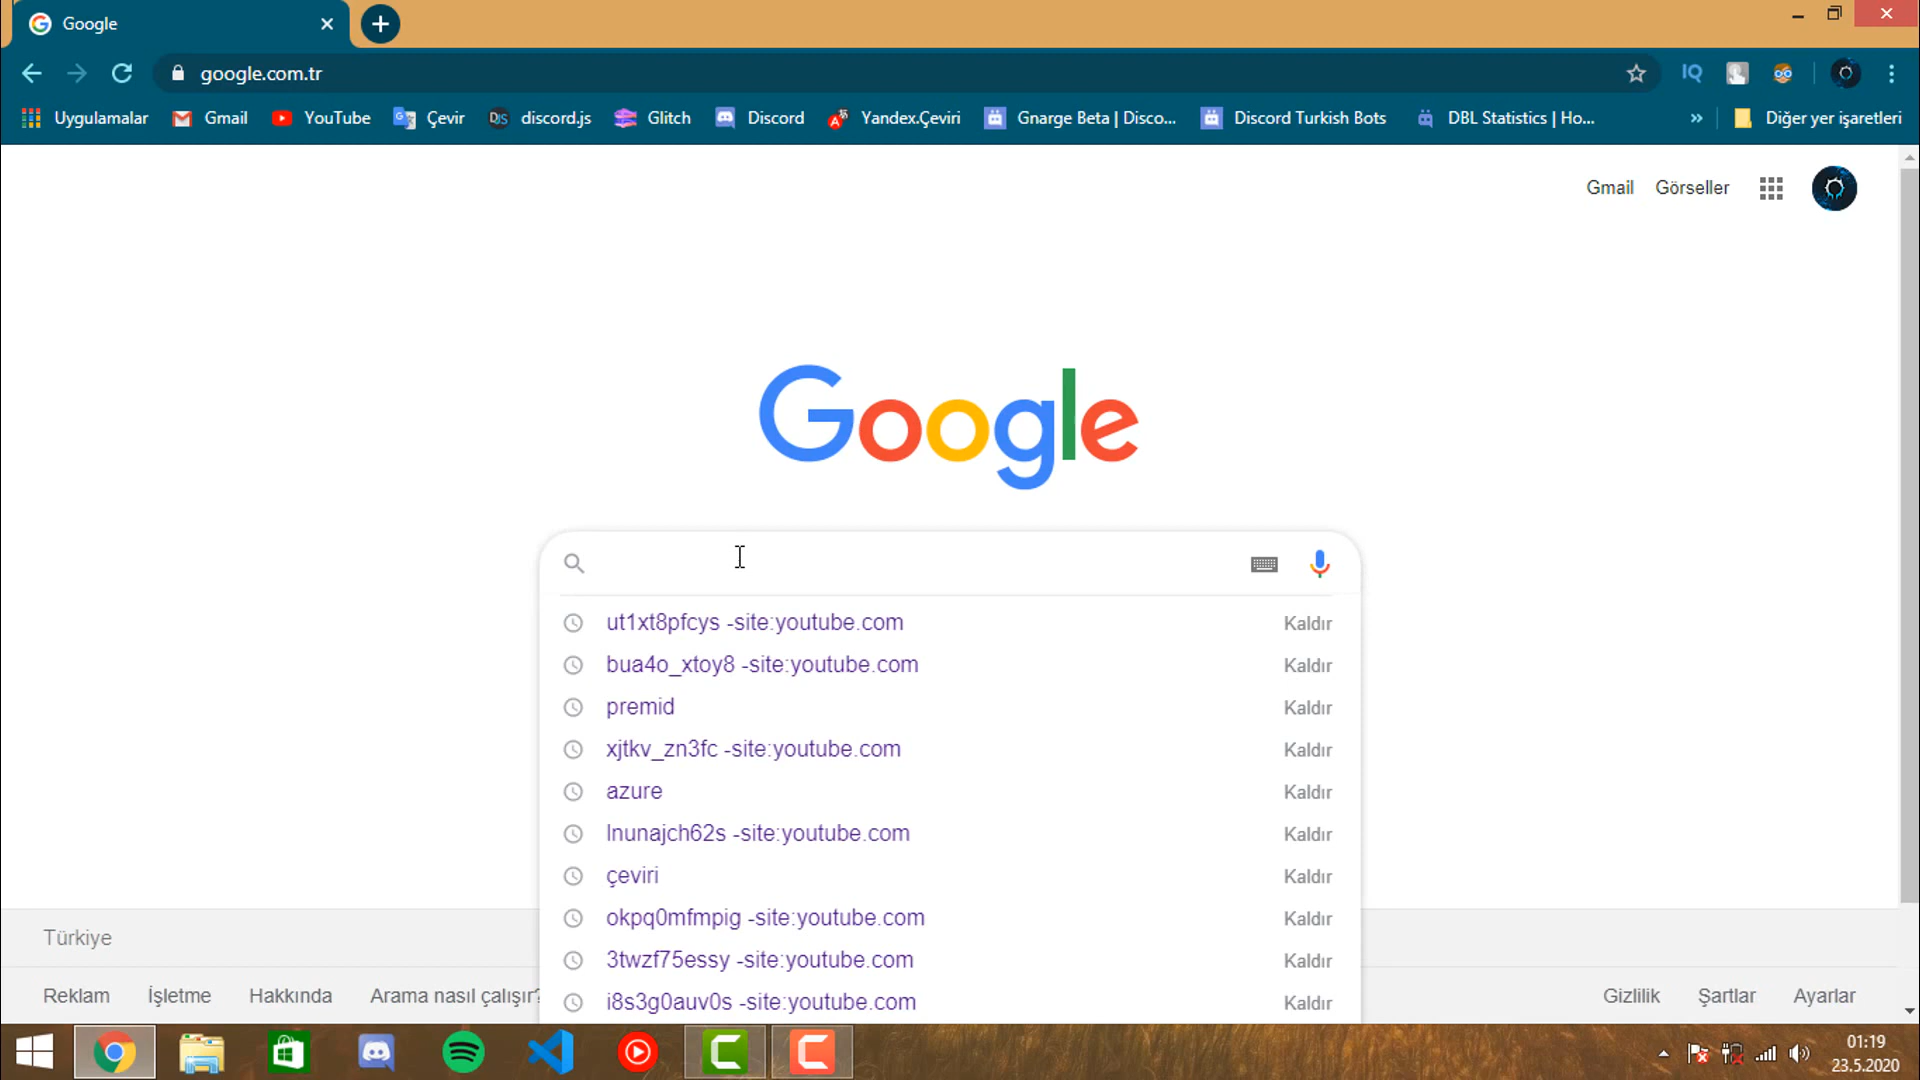 Google
google.com.tr
Uygulamalar Gmail YouTube Çevir discord.js Glitch Discord Yandex.Çeviri Gnarge Beta | Disco... Discord Turkish Bots DBL Statistics | Ho... » Diğer yer işaretleri
Gmail Görseller
Google
ut1xt8pfcys -site:youtube.com Kaldır
bua4o_xtoy8 -site:youtube.com Kaldır
premid Kaldır
xjtkv_zn3fc -site:youtube.com Kaldır
azure Kaldır
lnunajch62s -site:youtube.com Kaldır
çeviri Kaldır
okpq0mfmpig -site:youtube.com Kaldır
3twzf75essy -site:youtube.com Kaldır
i8s3g0auv0s -site:youtube.com Kaldır
Türkiye
Reklam İşletme Hakkında Arama nasıl çalışır? Gizlilik Şartlar Ayarlar
01:19
23.5.2020